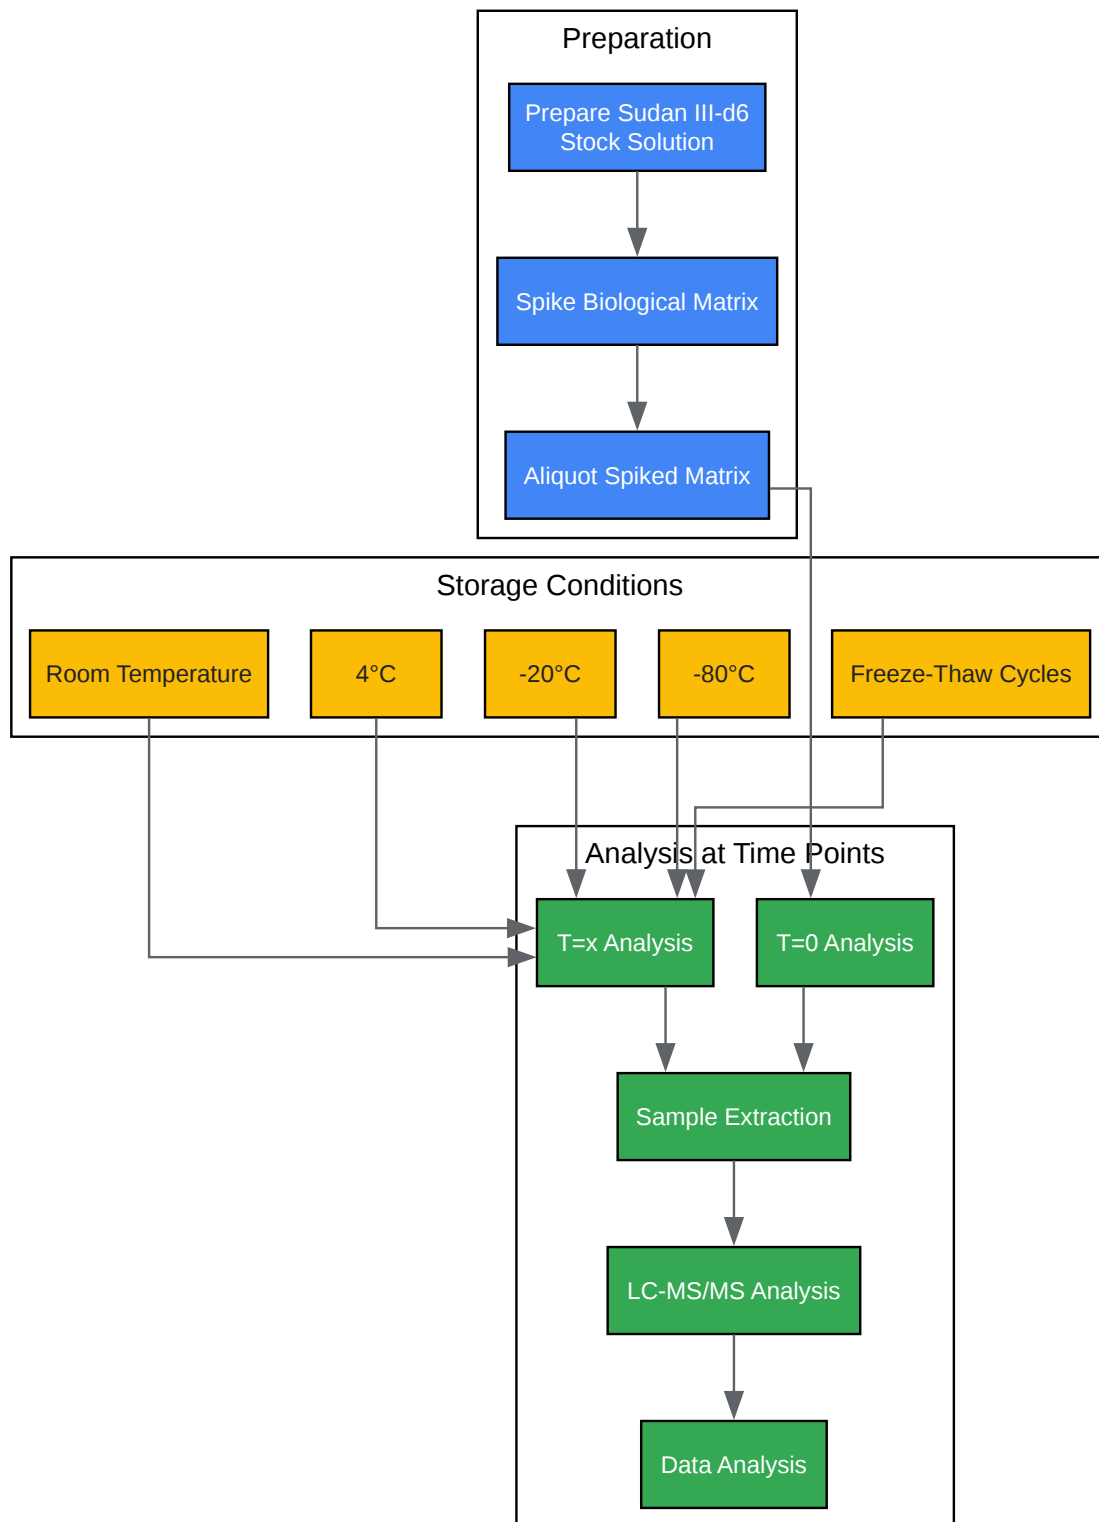 Preparation
Prepare Sudan III-d6
Stock Solution
Spike Biological Matrix
Aliquot Spiked Matrix
Storage Conditions
Room Temperature
4°C
-20°C
-80°C
Freeze-Thaw Cycles
Analysis at Time Points
T=x Analysis
T=0 Analysis
Sample Extraction
LC-MS/MS Analysis
Data Analysis